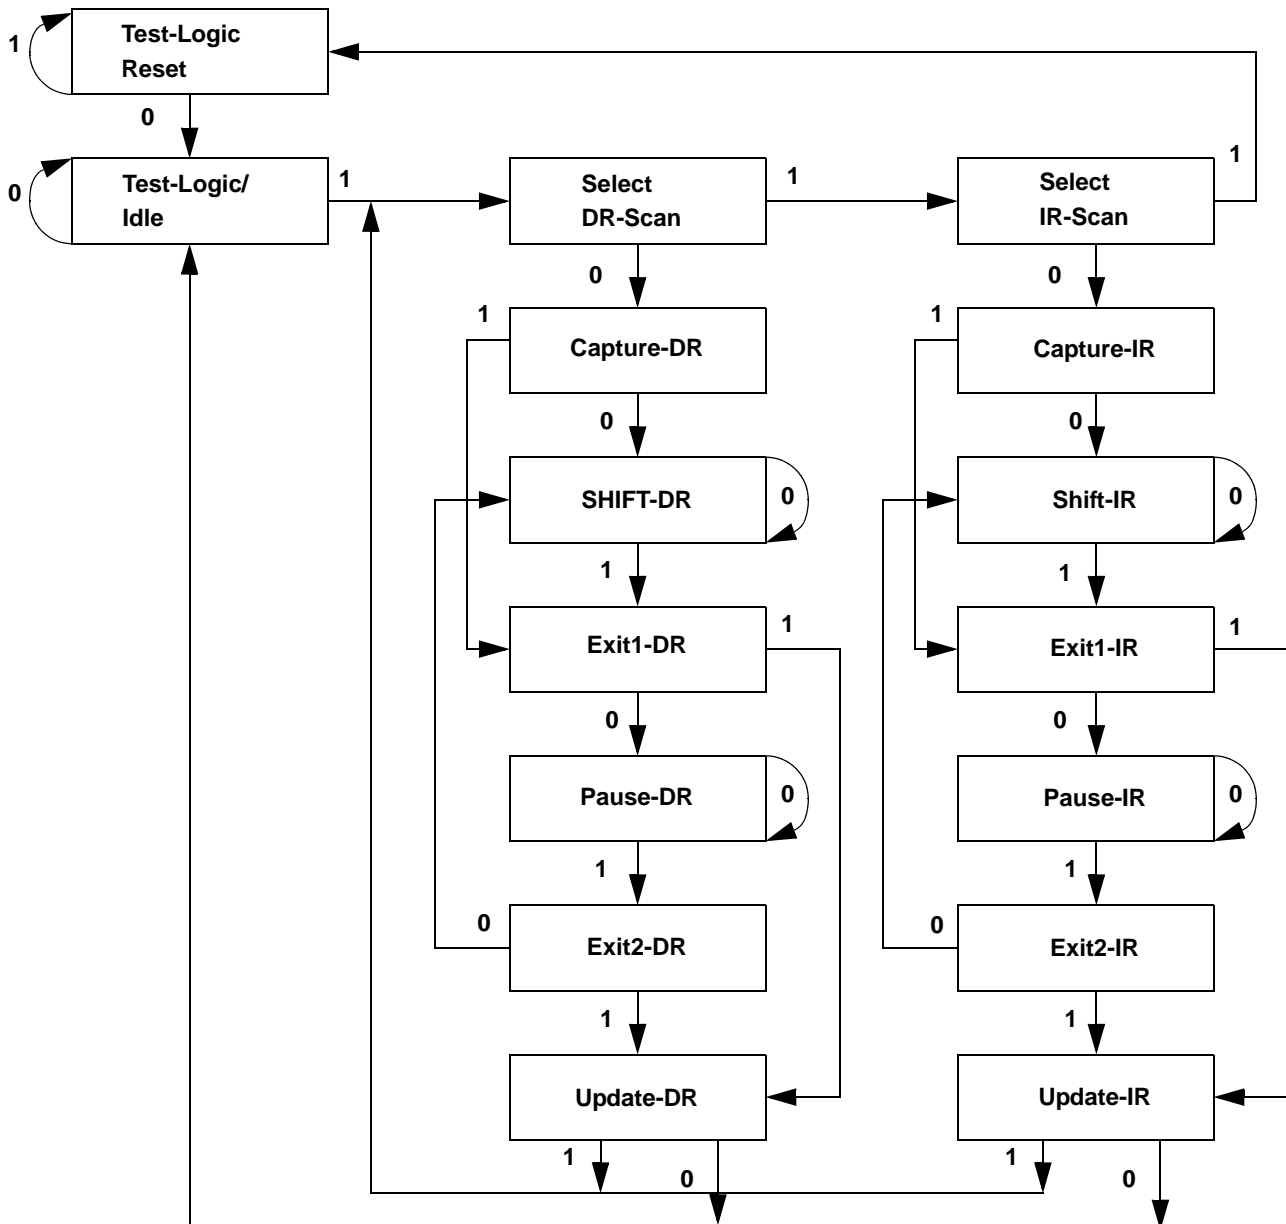 Test-Logic
Reset
1
0
Test-Logic/
Idle
0
1
Select
DR-Scan
1
Select
IR-Scan
1
0
0
1
Capture-DR
1
Capture-IR
0
0
SHIFT-DR
0
Shift-IR
0
1
1
Exit1-DR
1
Exit1-IR
1
0
0
Pause-DR
0
Pause-IR
0
1
1
0
Exit2-DR
0
Exit2-IR
1
1
Update-DR
Update-IR
1
0
1
0